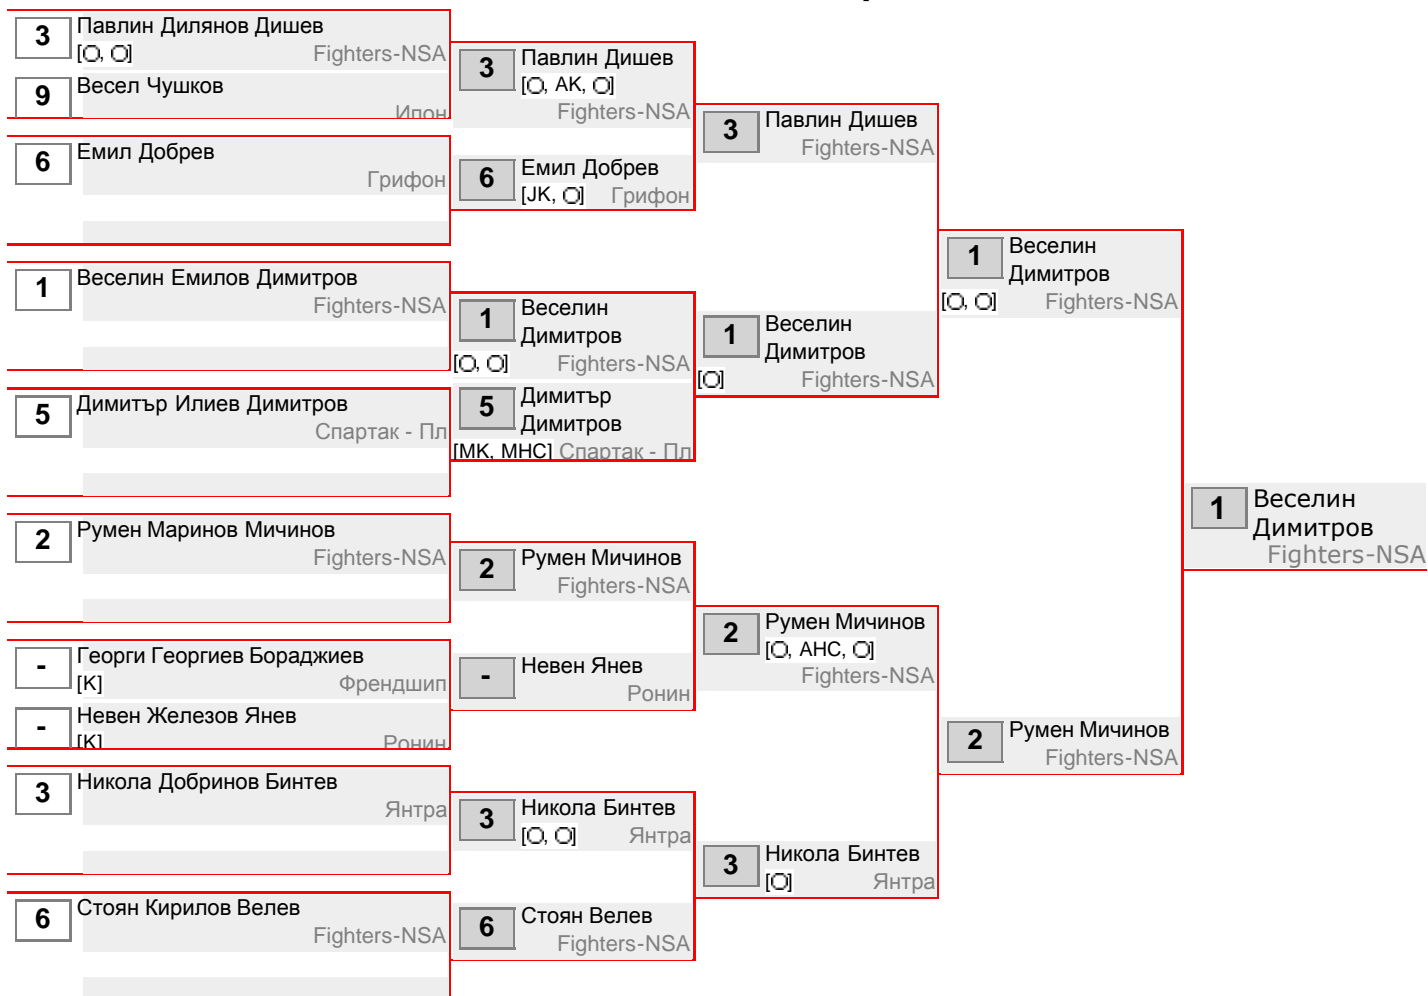 3 Павлин Дилянов Дишев
[O, O] Fighters-NSA
9 Весел Чушков
Ипон
6 Емил Добрев
Грифон
1 Веселин Емилов Димитров
Fighters-NSA
5 Димитър Илиев Димитров
Спартак - Пл
2 Румен Маринов Мичинов
Fighters-NSA
- Георги Георгиев Бораджиев
[K] Френдшип
- Невен Железов Янев
[K] Ронин
3 Никола Добринов Бинтев
Янтра
6 Стоян Кирилов Велев
Fighters-NSA
3 Павлин Дишев
[O, AK, O]
Fighters-NSA
6 Емил Добрев
[JK, O] Грифон
1 Веселин
Димитров
[O, O] Fighters-NSA
5 Димитър
Димитров
[MK, MHC] Спартак - Пл
2 Румен Мичинов
Fighters-NSA
- Невен Янев
Ронин
3 Никола Бинтев
[O, O] Янтра
6 Стоян Велев
Fighters-NSA
3 Павлин Дишев
Fighters-NSA
1 Веселин
Димитров
[O] Fighters-NSA
2 Румен Мичинов
[O, AHC, O]
Fighters-NSA
3 Никола Бинтев
[O] Янтра
1 Веселин
Димитров
[O, O] Fighters-NSA
2 Румен Мичинов
Fighters-NSA
1 Веселин
Димитров
Fighters-NSA